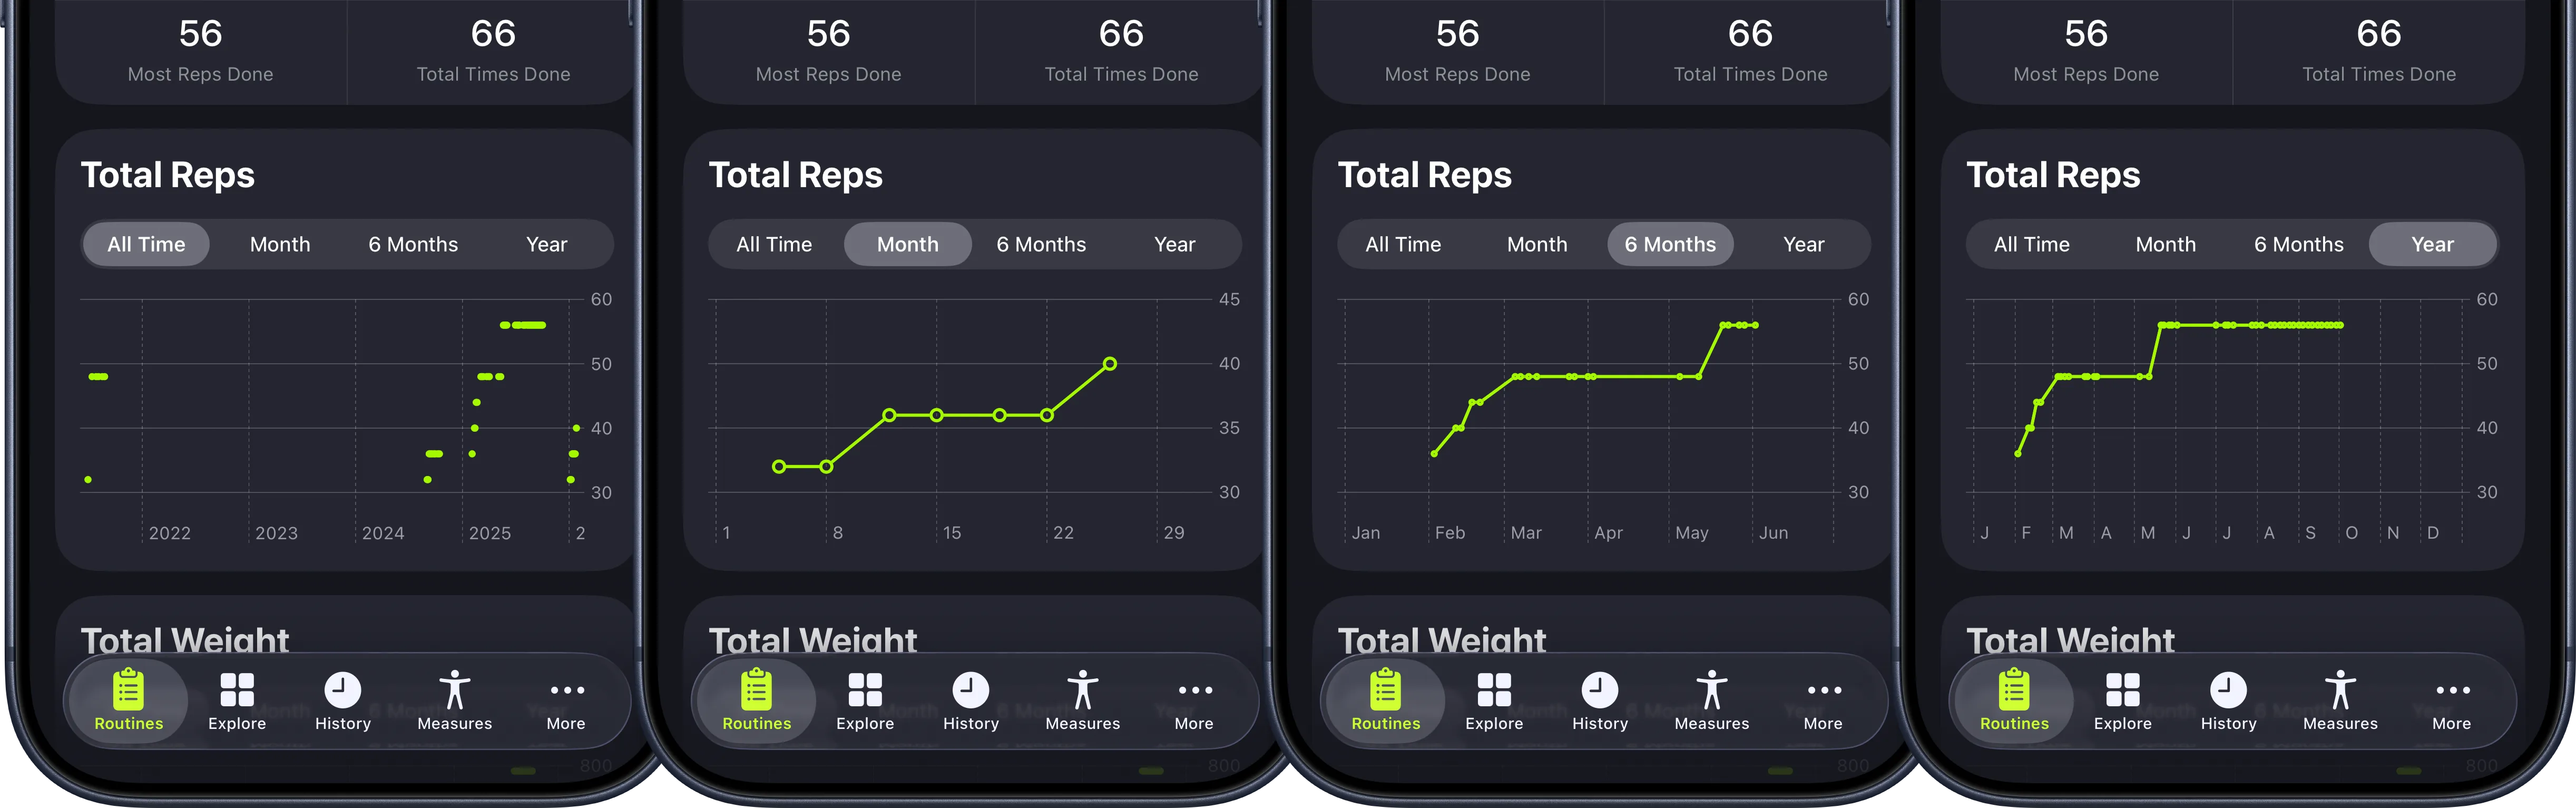 56 66 56 66 56 66 56 66
Most Reps Done Total Times Done Most Reps Done Total Times Done Most Reps Done Total Times Done Most Reps Done Total Times Done
Total Reps Total Reps Total Reps Total Reps
All Time Month 6 Months Year All Time Month 6 Months Year All Time Month 6 Months Year All Time Month 6 Months Year
60 45 60 60
50 40 50 50
40 35 40 40
30 30 30 30
2022 2023 2024 2025 2 1 8 15 22 29 Jan Feb Mar Apr May Jun J F M A M J J A S O N D
Total Weight Total Weight Total Weight Total Weight
Routines Explore History Measures More Routines Explore History Measures More Routines Explore History Measures More Routines Explore History Measures More
800 800 800 800